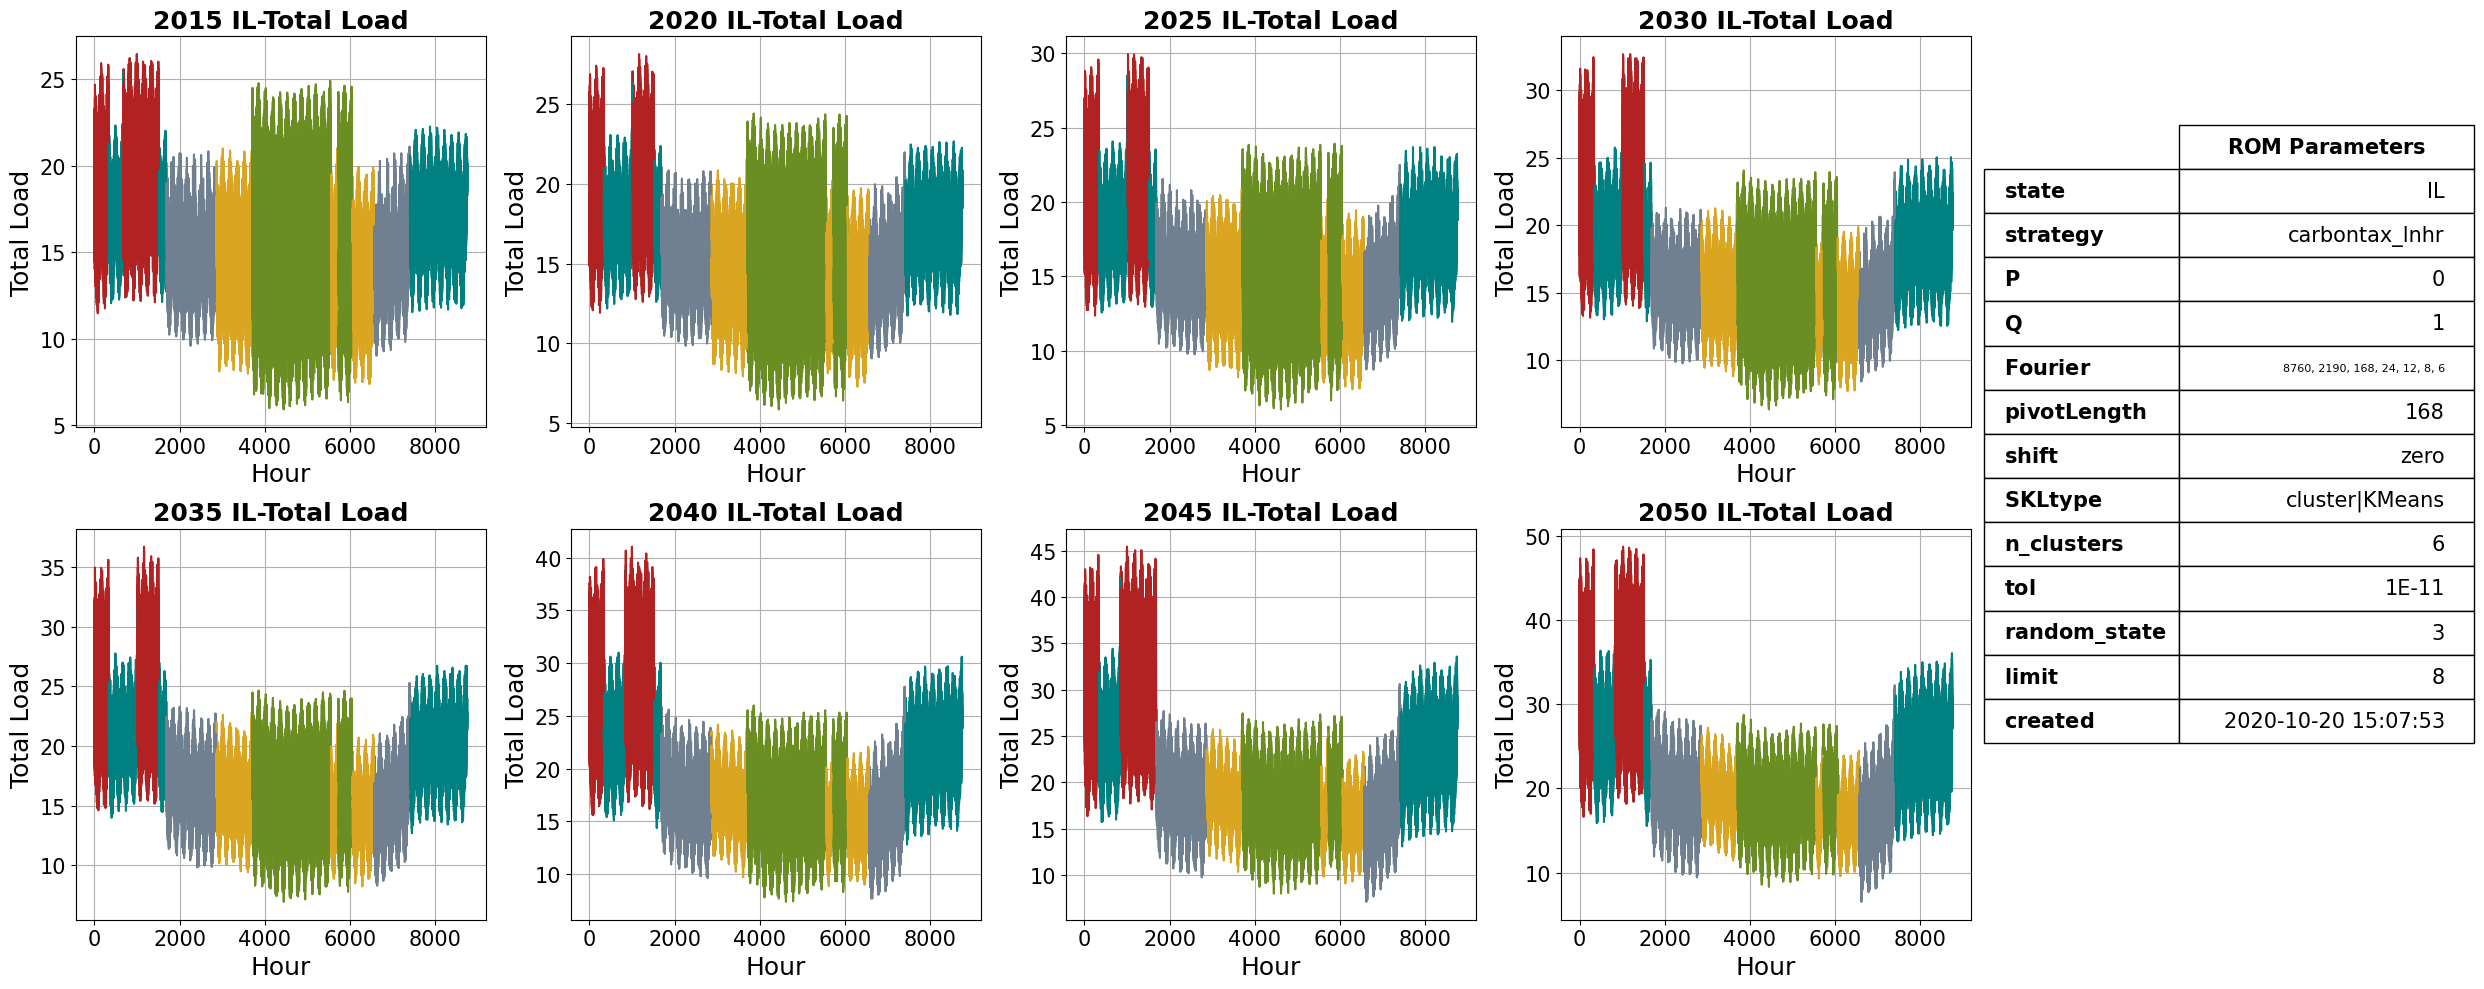 2015 IL-Total Load
2020 IL-Total Load
2025 IL-Total Load
2030 IL-Total Load
Total Load
25
20
15
10
5
0 2000 4000 6000 8000
Hour
Total Load
25
20
15
10
5
0 2000 4000 6000 8000
Hour
Total Load
30
25
20
15
10
5
0 2000 4000 6000 8000
Hour
Total Load
30
25
20
15
10
0 2000 4000 6000 8000
Hour
2035 IL-Total Load
2040 IL-Total Load
2045 IL-Total Load
2050 IL-Total Load
Total Load
35
30
25
20
15
10
0 2000 4000 6000 8000
Hour
Total Load
40
35
30
25
20
15
10
0 2000 4000 6000 8000
Hour
Total Load
45
40
35
30
25
20
15
10
0 2000 4000 6000 8000
Hour
Total Load
50
40
30
20
10
0 2000 4000 6000 8000
Hour
ROM Parameters
state IL
strategy carbontax_lnhr
P 0
Q 1
Fourier 8760, 2190, 168, 24, 12, 8, 6
pivotLength 168
shift zero
SKLtype cluster|KMeans
n_clusters 6
tol 1E-11
random_state 3
limit 8
created 2020-10-20 15:07:53